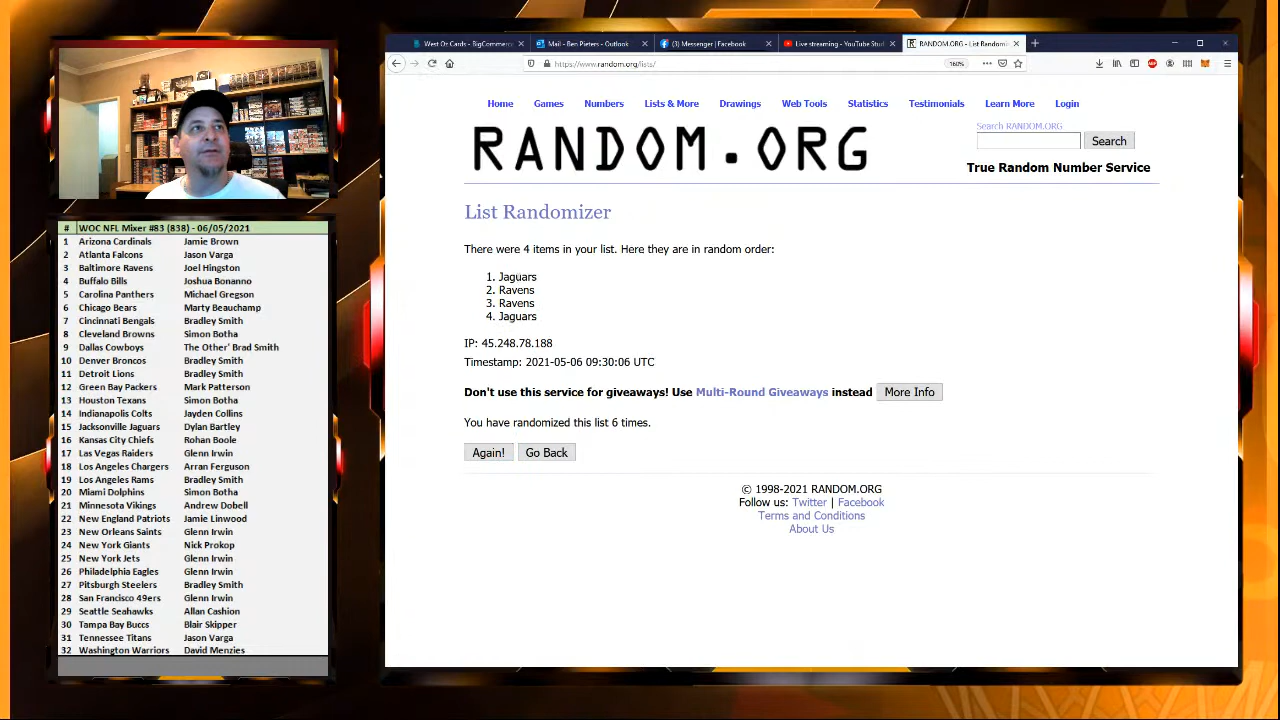 West Oz Cards - BigCommerc
Mail - Ben Pieters - Outlook
(3) Messenger | Facebook
Live streaming - YouTube Stud
RANDOM.ORG - List Randomi
https://www.random.org/lists/
160%
Home Games Numbers Lists & More Drawings Web Tools Statistics Testimonials Learn More Login
RANDOM.ORG
Search RANDOM.ORG
Search
True Random Number Service
List Randomizer
There were 4 items in your list. Here they are in random order:
1. Jaguars
2. Ravens
3. Ravens
4. Jaguars
IP: 45.248.78.188
Timestamp: 2021-05-06 09:30:06 UTC
Don't use this service for giveaways! Use Multi-Round Giveaways instead More Info
You have randomized this list 6 times.
Again! Go Back
© 1998-2021 RANDOM.ORG
Follow us: Twitter | Facebook
Terms and Conditions
About Us
# WOC NFL Mixer #83 (838) - 06/05/2021
1 Arizona Cardinals Jamie Brown
2 Atlanta Falcons Jason Varga
3 Baltimore Ravens Joel Hingston
4 Buffalo Bills Joshua Bonanno
5 Carolina Panthers Michael Gregson
6 Chicago Bears Marty Beauchamp
7 Cincinnati Bengals Bradley Smith
8 Cleveland Browns Simon Botha
9 Dallas Cowboys The Other' Brad Smith
10 Denver Broncos Bradley Smith
11 Detroit Lions Bradley Smith
12 Green Bay Packers Mark Patterson
13 Houston Texans Simon Botha
14 Indianapolis Colts Jayden Collins
15 Jacksonville Jaguars Dylan Bartley
16 Kansas City Chiefs Rohan Boole
17 Las Vegas Raiders Glenn Irwin
18 Los Angeles Chargers Arran Ferguson
19 Los Angeles Rams Bradley Smith
20 Miami Dolphins Simon Botha
21 Minnesota Vikings Andrew Dobell
22 New England Patriots Jamie Linwood
23 New Orleans Saints Glenn Irwin
24 New York Giants Nick Prokop
25 New York Jets Glenn Irwin
26 Philadelphia Eagles Glenn Irwin
27 Pitsburgh Steelers Bradley Smith
28 San Francisco 49ers Glenn Irwin
29 Seattle Seahawks Allan Cashion
30 Tampa Bay Buccs Blair Skipper
31 Tennessee Titans Jason Varga
32 Washington Warriors David Menzies